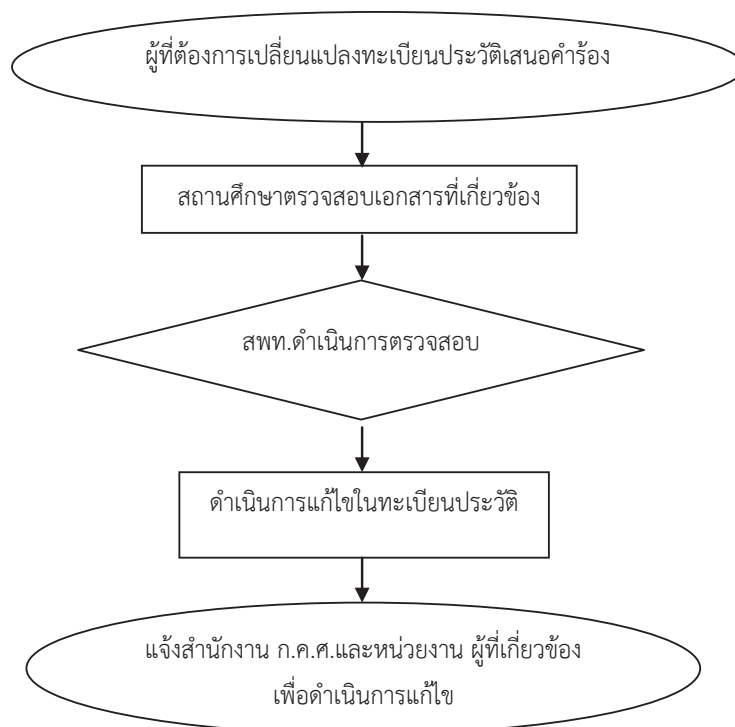 ผู้ที่ต้องการเปลี่ยนแปลงทะเบียนประวัติเสนอคำร้อง
สถานศึกษาตรวจสอบเอกสารที่เกี่ยวข้อง
สพท.ดำเนินการตรวจสอบ
ดำเนินการแก้ไขในทะเบียนประวัติ
แจ้งสำนักงาน ก.ค.ศ.และหน่วยงาน ผู้ที่เกี่ยวข้อง
เพื่อดำเนินการแก้ไข